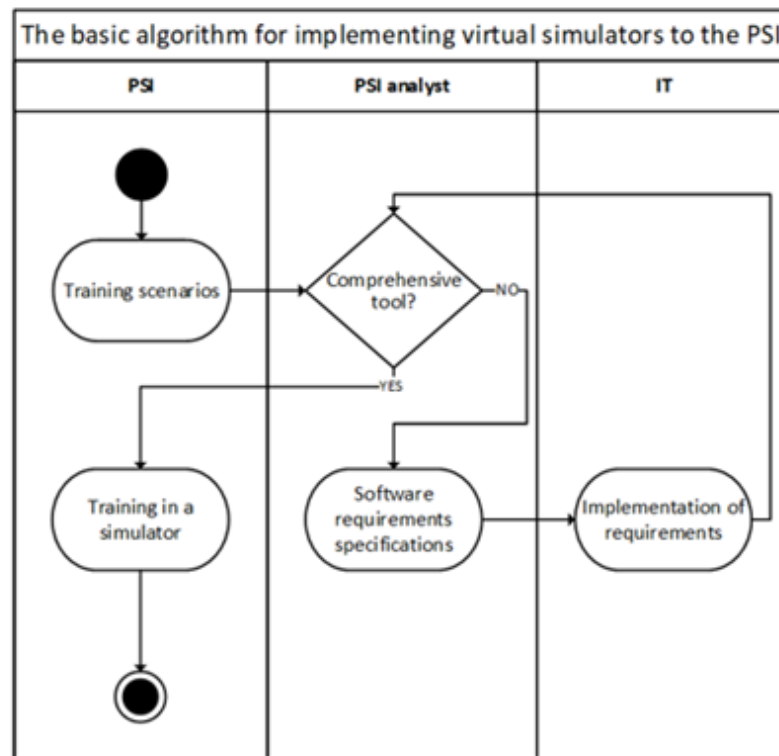 The basic algorithm for implementing virtual simulators to the PSI
PSI
PSI analyst
IT
Training scenarios
Comprehensive
tool?
NO
YES
Training in a
simulator
Software
requirements
specifications
Implementation of
requirements